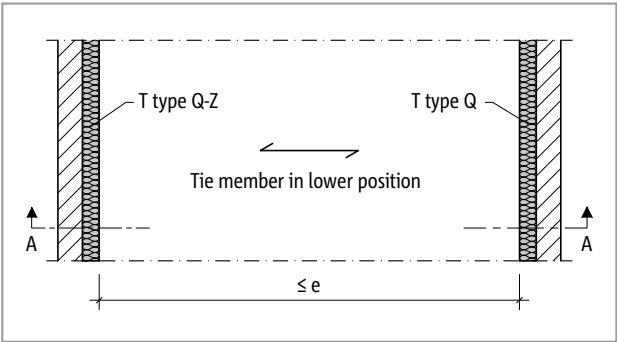 T type Q-Z
T type Q
Tie member in lower position
A
A
≤ e